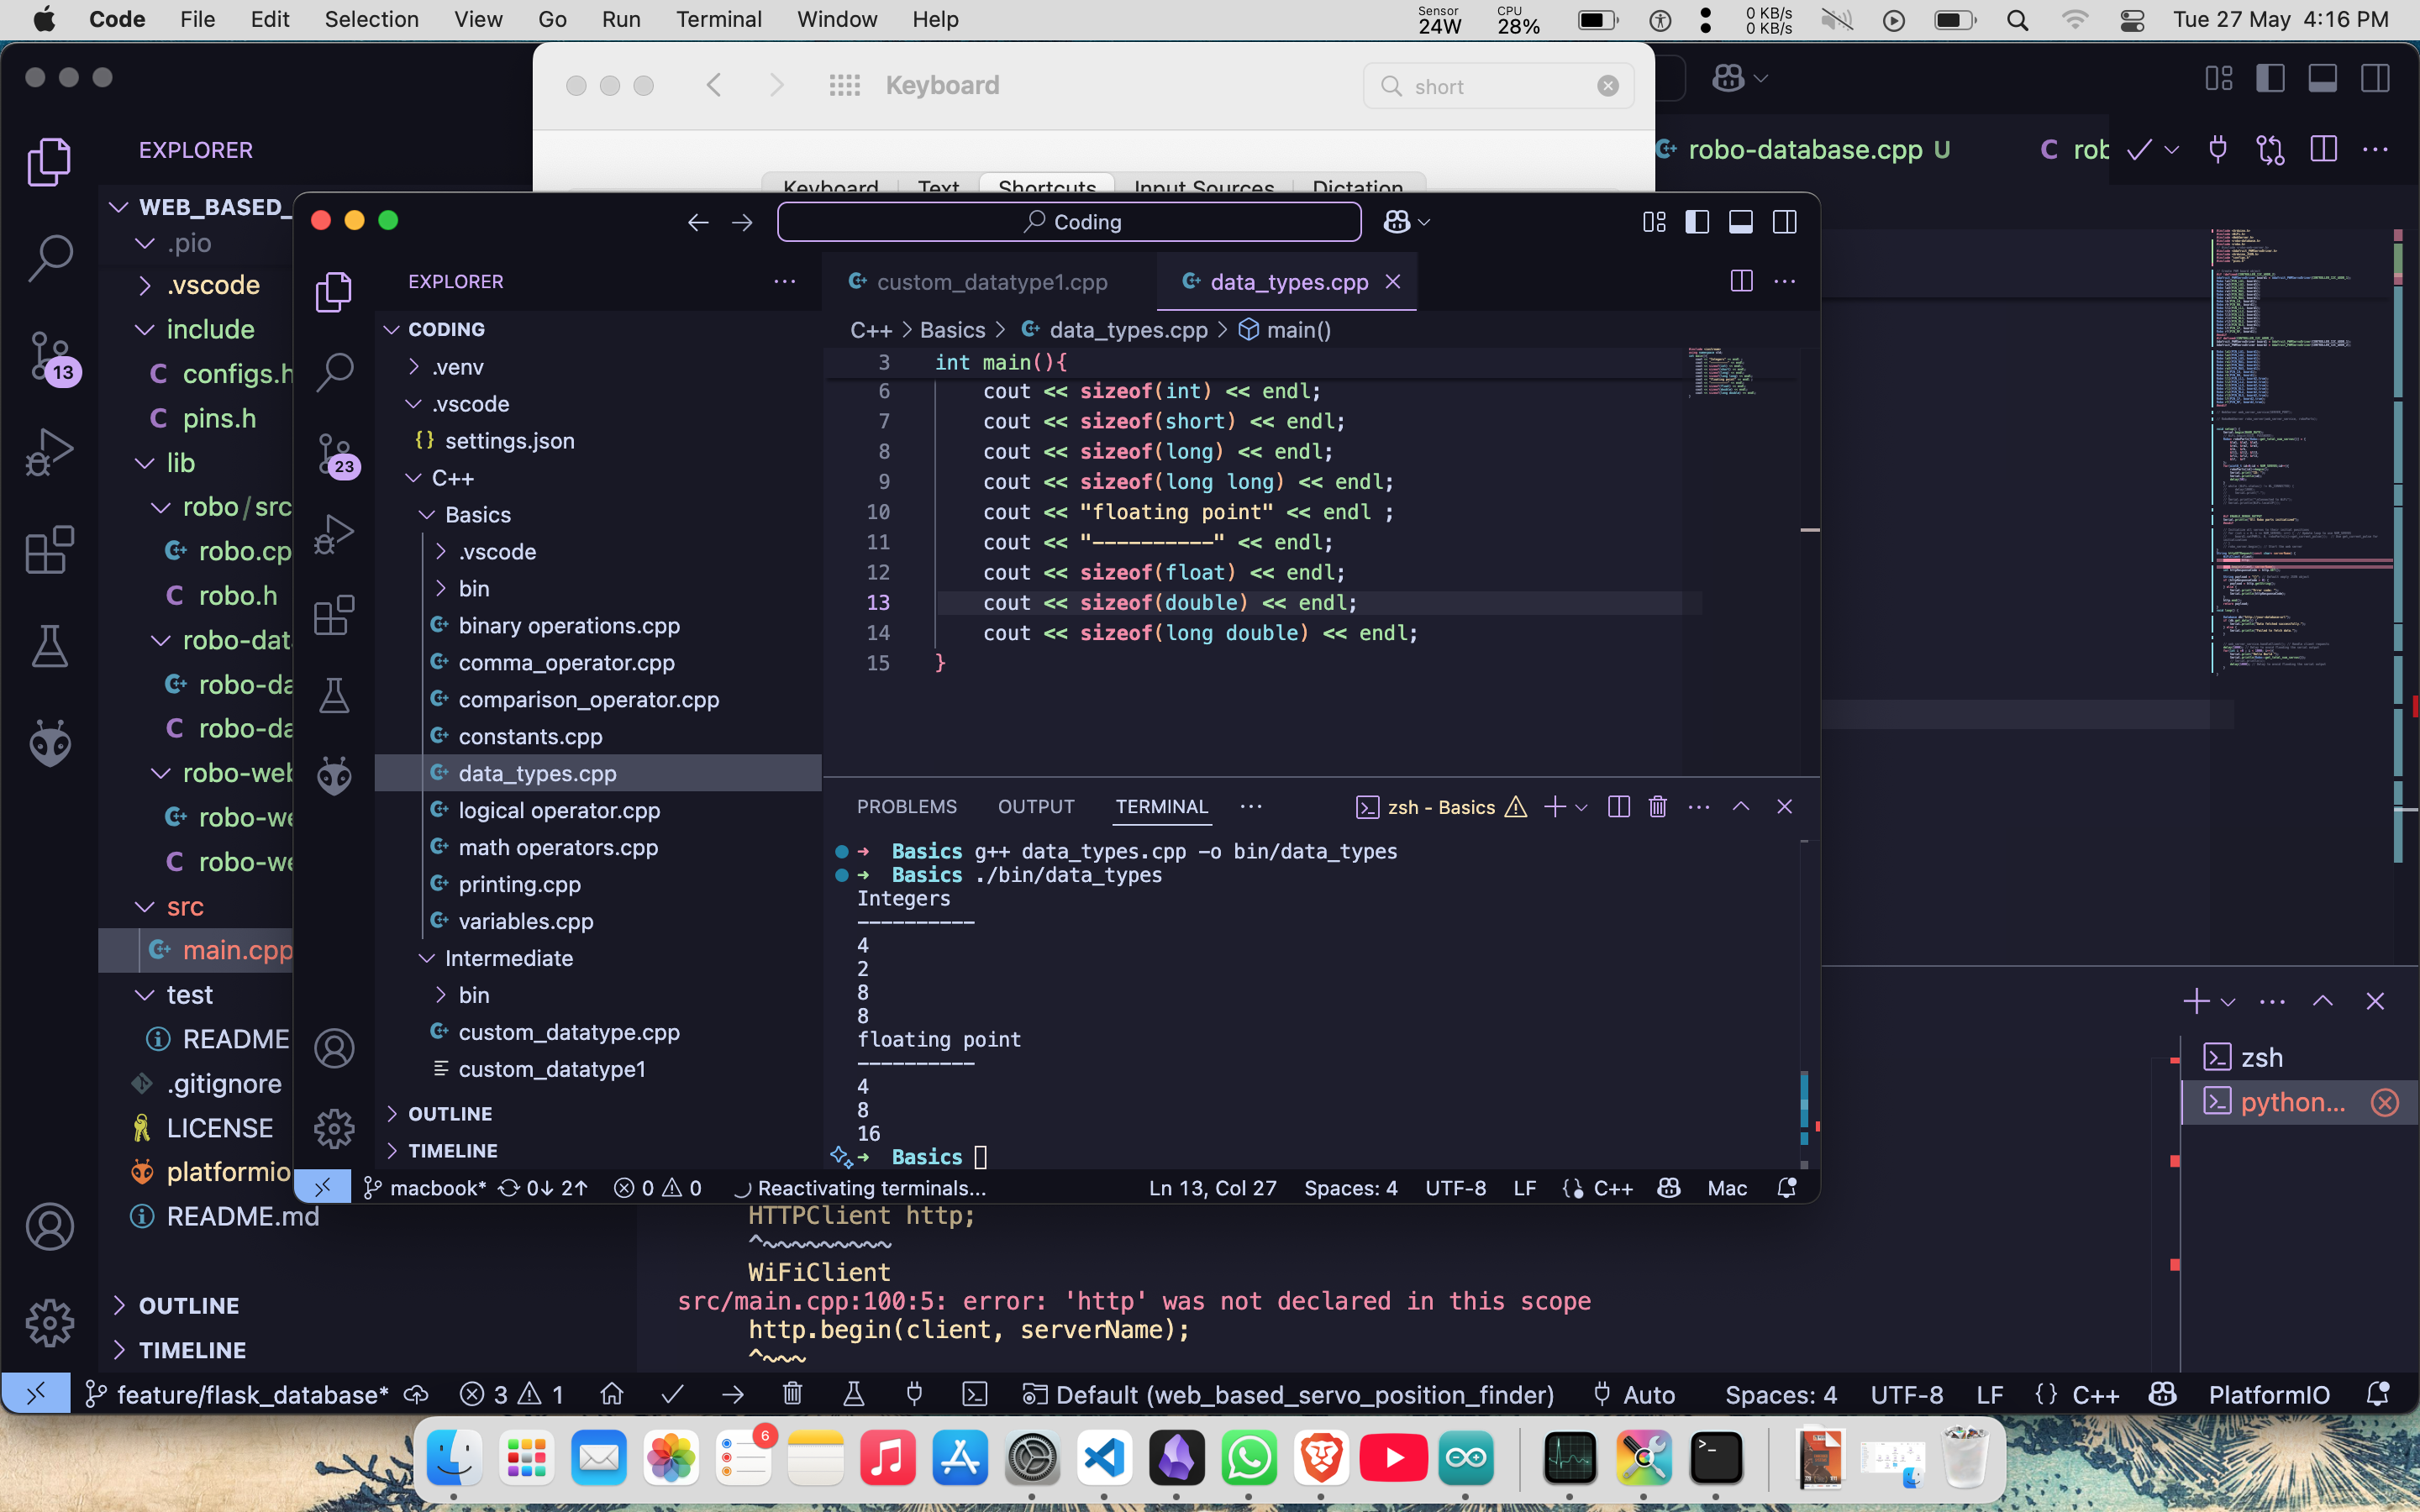 Code File Edit Selection View Go Run Terminal Window Help
Sensor 24W CPU 28% 0 KB/s 0 KB/s Tue 27 May 4:16 PM
Keyboard short
Keyboard Text Shortcuts Input Sources Dictation
robo-database.cpp U C rob
EXPLORER
WEB_BASED_
.pio
.vscode
include
C configs.h
C pins.h
lib
robo/src
robo.cp
C robo.h
robo-dat
robo-da
C robo-da
robo-web
robo-we
C robo-we
src
main.cpp
test
README
.gitignore
LICENSE
platformio
README.md
OUTLINE
TIMELINE
13
Coding
EXPLORER
CODING
.venv
.vscode
{} settings.json
C++
Basics
.vscode
bin
binary operations.cpp
comma_operator.cpp
comparison_operator.cpp
constants.cpp
data_types.cpp
logical operator.cpp
math operators.cpp
printing.cpp
variables.cpp
Intermediate
bin
custom_datatype.cpp
custom_datatype1
OUTLINE
TIMELINE
23
custom_datatype1.cpp data_types.cpp
C++ > Basics > data_types.cpp > main()
3 int main(){
6 cout << sizeof(int) << endl;
7 cout << sizeof(short) << endl;
8 cout << sizeof(long) << endl;
9 cout << sizeof(long long) << endl;
10 cout << "floating point" << endl ;
11 cout << "----------" << endl;
12 cout << sizeof(float) << endl;
13 cout << sizeof(double) << endl;
14 cout << sizeof(long double) << endl;
15 }
PROBLEMS OUTPUT TERMINAL ··· zsh - Basics
➜ Basics g++ data_types.cpp -o bin/data_types
➜ Basics ./bin/data_types
Integers
----------
4
2
8
8
floating point
----------
4
8
16
➜ Basics
macbook* 0↓ 2↑ 0 0 Reactivating terminals... Ln 13, Col 27 Spaces: 4 UTF-8 LF C++ Mac
zsh
python...
HTTPClient http;
^~~~~~~~~~
WiFiClient
src/main.cpp:100:5: error: 'http' was not declared in this scope
http.begin(client, serverName);
^~~~
feature/flask_database* 3 1 Default (web_based_servo_position_finder) Auto Spaces: 4 UTF-8 LF {} C++ PlatformIO
6